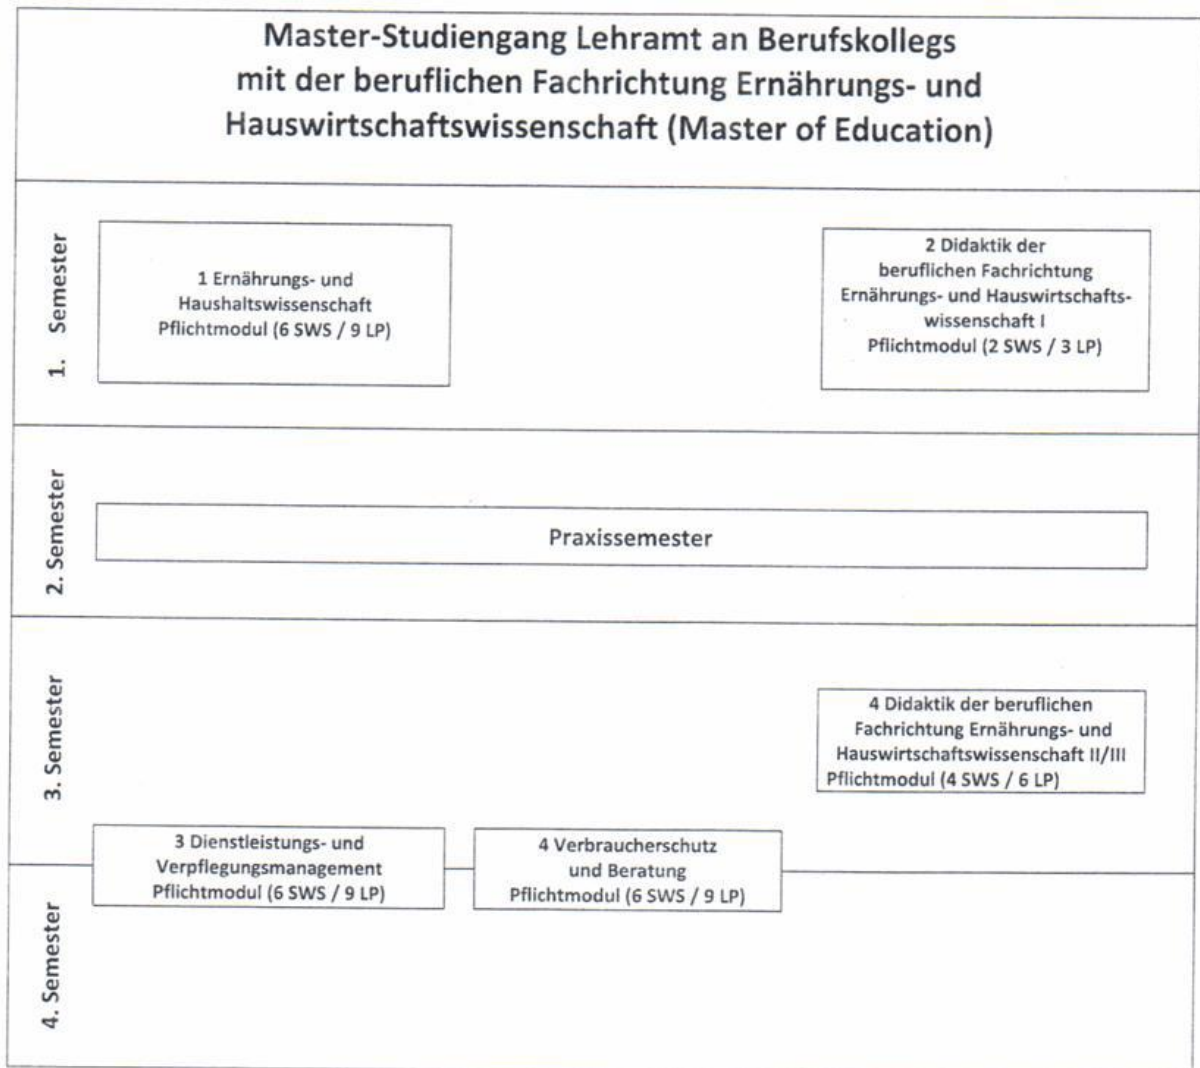 Master-Studiengang Lehramt an Berufskollegs
mit der beruflichen Fachrichtung Ernährungs- und
Hauswirtschaftswissenschaft (Master of Education)
1. Semester
1 Ernährungs- und
Haushaltswissenschaft
Pflichtmodul (6 SWS / 9 LP)
2 Didaktik der
beruflichen Fachrichtung
Ernährungs- und Hauswirtschafts-
wissenschaft I
Pflichtmodul (2 SWS / 3 LP)
2. Semester
Praxissemester
3. Semester
4 Didaktik der beruflichen
Fachrichtung Ernährungs- und
Hauswirtschaftswissenschaft II/III
Pflichtmodul (4 SWS / 6 LP)
3 Dienstleistungs- und
Verpflegungsmanagement
Pflichtmodul (6 SWS / 9 LP)
4 Verbraucherschutz
und Beratung
Pflichtmodul (6 SWS / 9 LP)
4. Semester